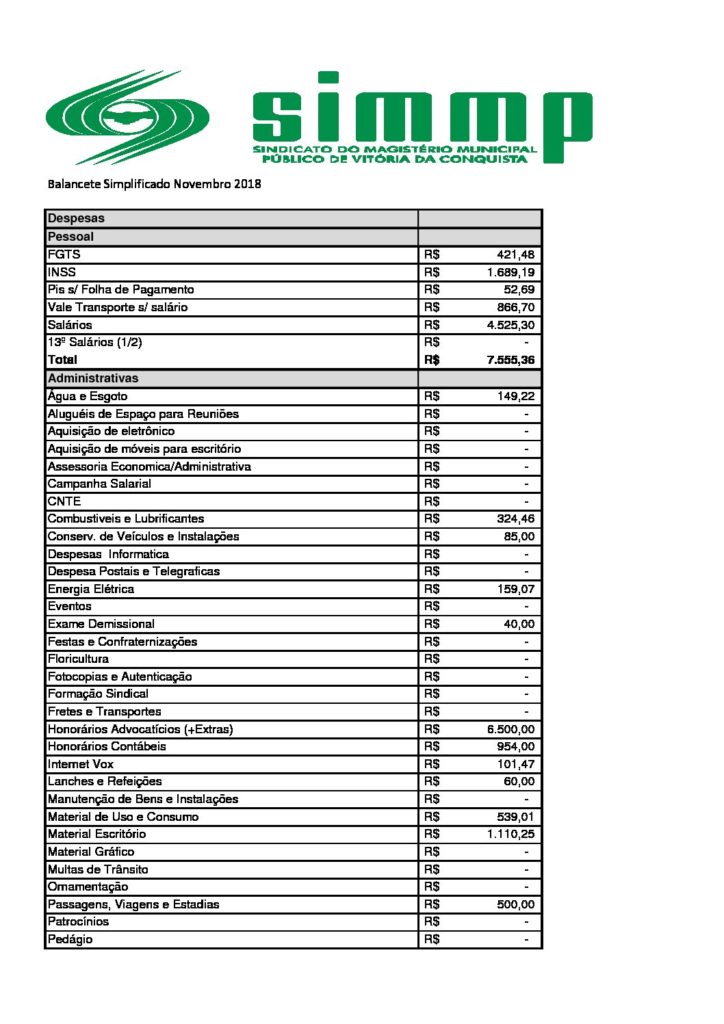 simmp
SINDICATO DO MAGISTÉRIO MUNICIPAL
PÚBLICO DE VITÓRIA DA CONQUISTA
Balancete Simplificado Novembro 2018
Despesas
Pessoal
FGTS R$ 421,48
INSS R$ 1.689,19
Pis s/ Folha de Pagamento R$ 52,69
Vale Transporte s/ salário R$ 866,70
Salários R$ 4.525,30
13º Salários (1/2) R$ -
Total R$ 7.555,36
Administrativas
Água e Esgoto R$ 149,22
Aluguéis de Espaço para Reuniões R$ -
Aquisição de eletrônico R$ -
Aquisição de móveis para escritório R$ -
Assessoria Economica/Administrativa R$ -
Campanha Salarial R$ -
CNTE R$ -
Combustiveis e Lubrificantes R$ 324,46
Conserv. de Veículos e Instalações R$ 85,00
Despesas Informatica R$ -
Despesa Postais e Telegraficas R$ -
Energia Elétrica R$ 159,07
Eventos R$ -
Exame Demissional R$ 40,00
Festas e Confraternizações R$ -
Floricultura R$ -
Fotocopias e Autenticação R$ -
Formação Sindical R$ -
Fretes e Transportes R$ -
Honorários Advocatícios (+Extras) R$ 6.500,00
Honorários Contábeis R$ 954,00
Internet Vox R$ 101,47
Lanches e Refeições R$ 60,00
Manutenção de Bens e Instalações R$ -
Material de Uso e Consumo R$ 539,01
Material Escritório R$ 1.110,25
Material Gráfico R$ -
Multas de Trânsito R$ -
Ornamentação R$ -
Passagens, Viagens e Estadias R$ 500,00
Patrocínios R$ -
Pedágio R$ -